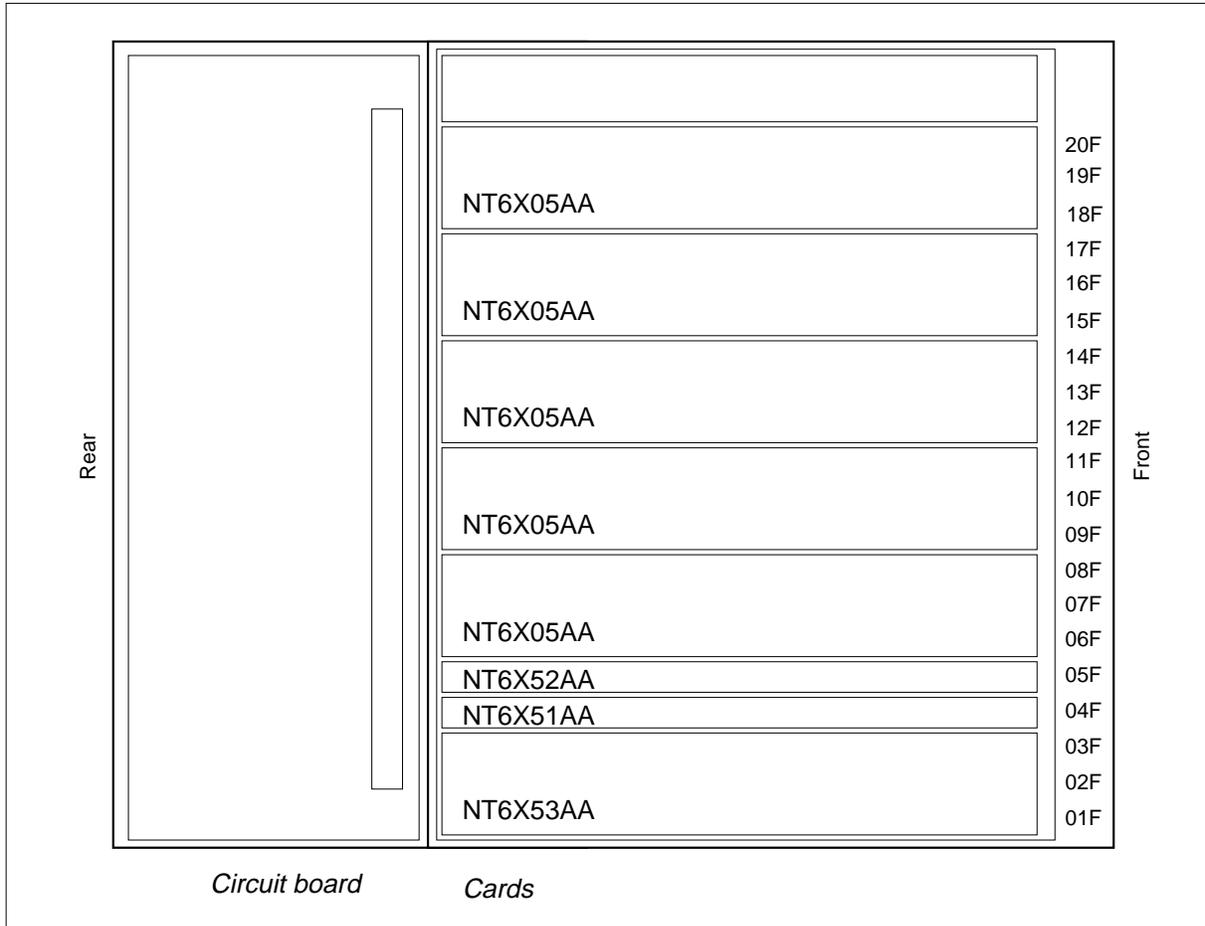 20F
19F
NT6X05AA
18F
17F
16F
NT6X05AA
15F
14F
13F
NT6X05AA
12F
Rear
11F
Front
10F
NT6X05AA
09F
08F
07F
NT6X05AA
06F
NT6X52AA
05F
NT6X51AA
04F
03F
02F
NT6X53AA
01F
Circuit board
Cards